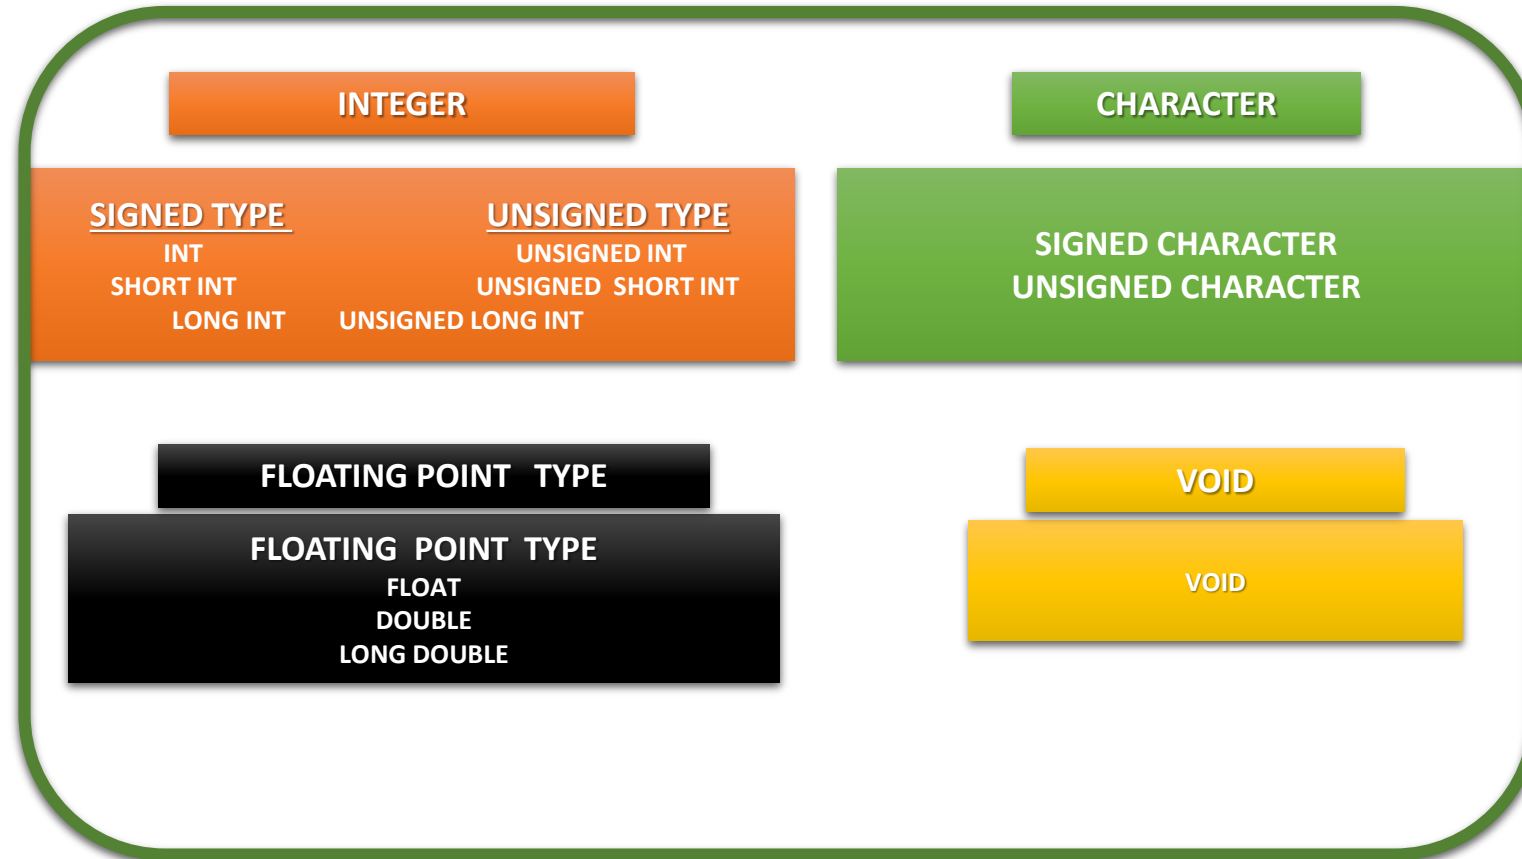 INTEGER
SIGNED TYPE UNSIGNED TYPE
INT UNSIGNED INT
SHORT INT UNSIGNED SHORT INT
LONG INT UNSIGNED LONG INT
CHARACTER
SIGNED CHARACTER
UNSIGNED CHARACTER
FLOATING POINT TYPE
FLOATING POINT TYPE
FLOAT
DOUBLE
LONG DOUBLE
VOID
VOID